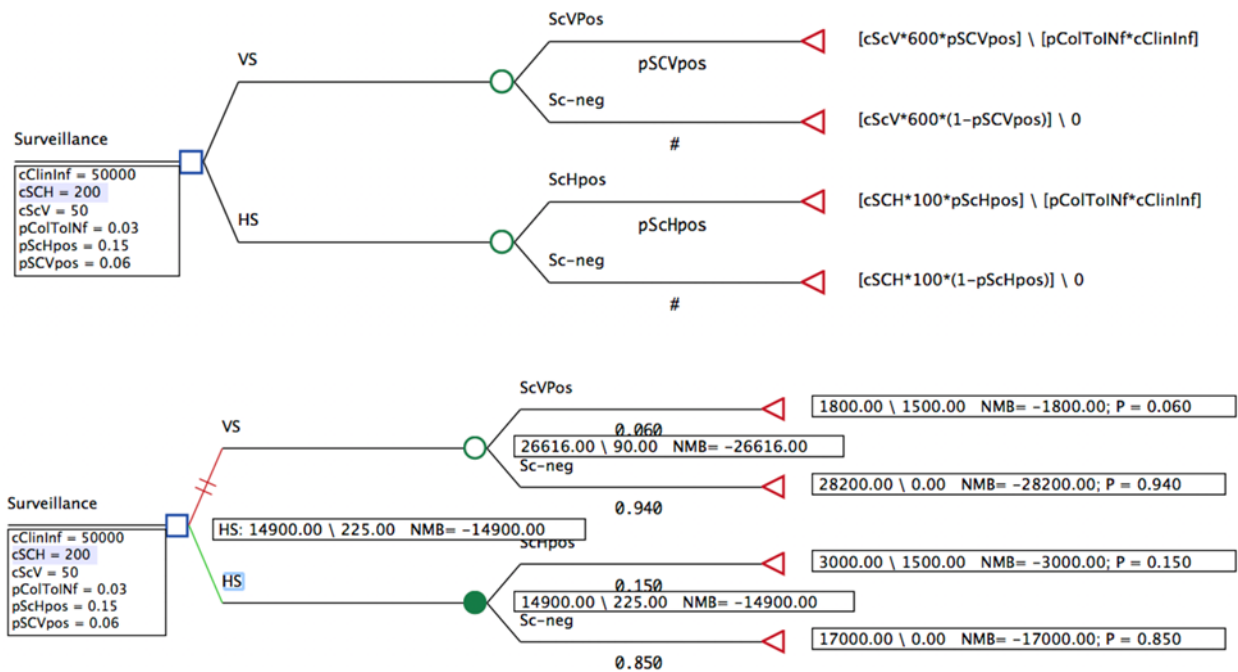 ScVPos
[cScV*600*pSCVpos] \ [pColToINf*cClinInf]
VS
pSCVpos
Sc-neg
[cScV*600*(1-pSCVpos)] \ 0
Surveillance
#
cClinInf = 50000
cSCH = 200
cScV = 50
pColToINf = 0.03
pScHpos = 0.15
pSCVpos = 0.06
ScHpos
[cSCH*100*pScHpos] \ [pColToINf*cClinInf]
HS
pScHpos
Sc-neg
[cSCH*100*(1-pScHpos)] \ 0
#
ScVPos
1800.00 \ 1500.00 NMB= -1800.00; P = 0.060
VS
0.060
26616.00 \ 90.00 NMB= -26616.00
Sc-neg
28200.00 \ 0.00 NMB= -28200.00; P = 0.940
0.940
Surveillance
HS: 14900.00 \ 225.00 NMB= -14900.00
cClinInf = 50000
cSCH = 200
cScV = 50
pColToINf = 0.03
pScHpos = 0.15
pSCVpos = 0.06
ScHpos
3000.00 \ 1500.00 NMB= -3000.00; P = 0.150
HS
0.150
14900.00 \ 225.00 NMB= -14900.00
Sc-neg
17000.00 \ 0.00 NMB= -17000.00; P = 0.850
0.850